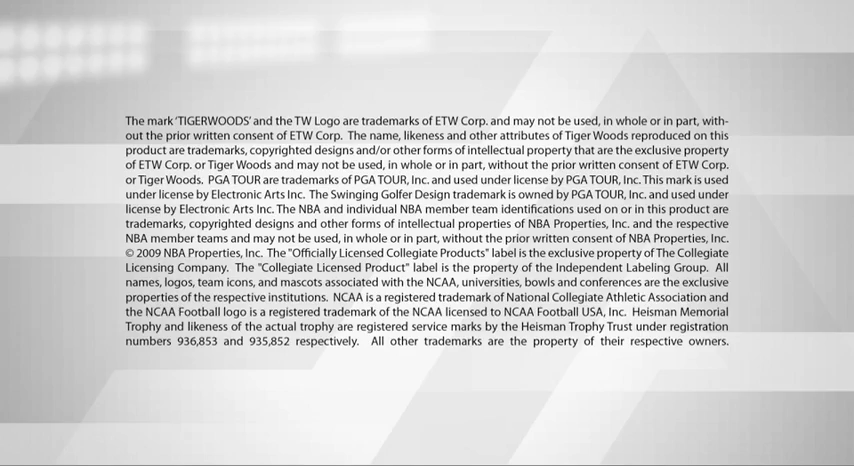 The mark 'TIGERWOODS' and the TW Logo are trademarks of ETW Corp. and may not be used, in whole or in part, with-
out the prior written consent of ETW Corp. The name, likeness and other attributes of Tiger Woods reproduced on this
product are trademarks, copyrighted designs and/or other forms of intellectual property that are the exclusive property
of ETW Corp. or Tiger Woods and may not be used, in whole or in part, without the prior written consent of ETW Corp.
or Tiger Woods. PGA TOUR are trademarks of PGA TOUR, Inc. and used under license by PGA TOUR, Inc. This mark is used
under license by Electronic Arts Inc. The Swinging Golfer Design trademark is owned by PGA TOUR, Inc. and used under
license by Electronic Arts Inc. The NBA and individual NBA member team identifications used on or in this product are
trademarks, copyrighted designs and other forms of intellectual properties of NBA Properties, Inc. and the respective
NBA member teams and may not be used, in whole or in part, without the prior written consent of NBA Properties, Inc.
© 2009 NBA Properties, Inc. The "Officially Licensed Collegiate Products" label is the exclusive property of The Collegiate
Licensing Company. The "Collegiate Licensed Product" label is the property of the Independent Labeling Group. All
names, logos, team icons, and mascots associated with the NCAA, universities, bowls and conferences are the exclusive
properties of the respective institutions. NCAA is a registered trademark of National Collegiate Athletic Association and
the NCAA Football logo is a registered trademark of the NCAA licensed to NCAA Football USA, Inc. Heisman Memorial
Trophy and likeness of the actual trophy are registered service marks by the Heisman Trophy Trust under registration
numbers 936,853 and 935,852 respectively. All other trademarks are the property of their respective owners.